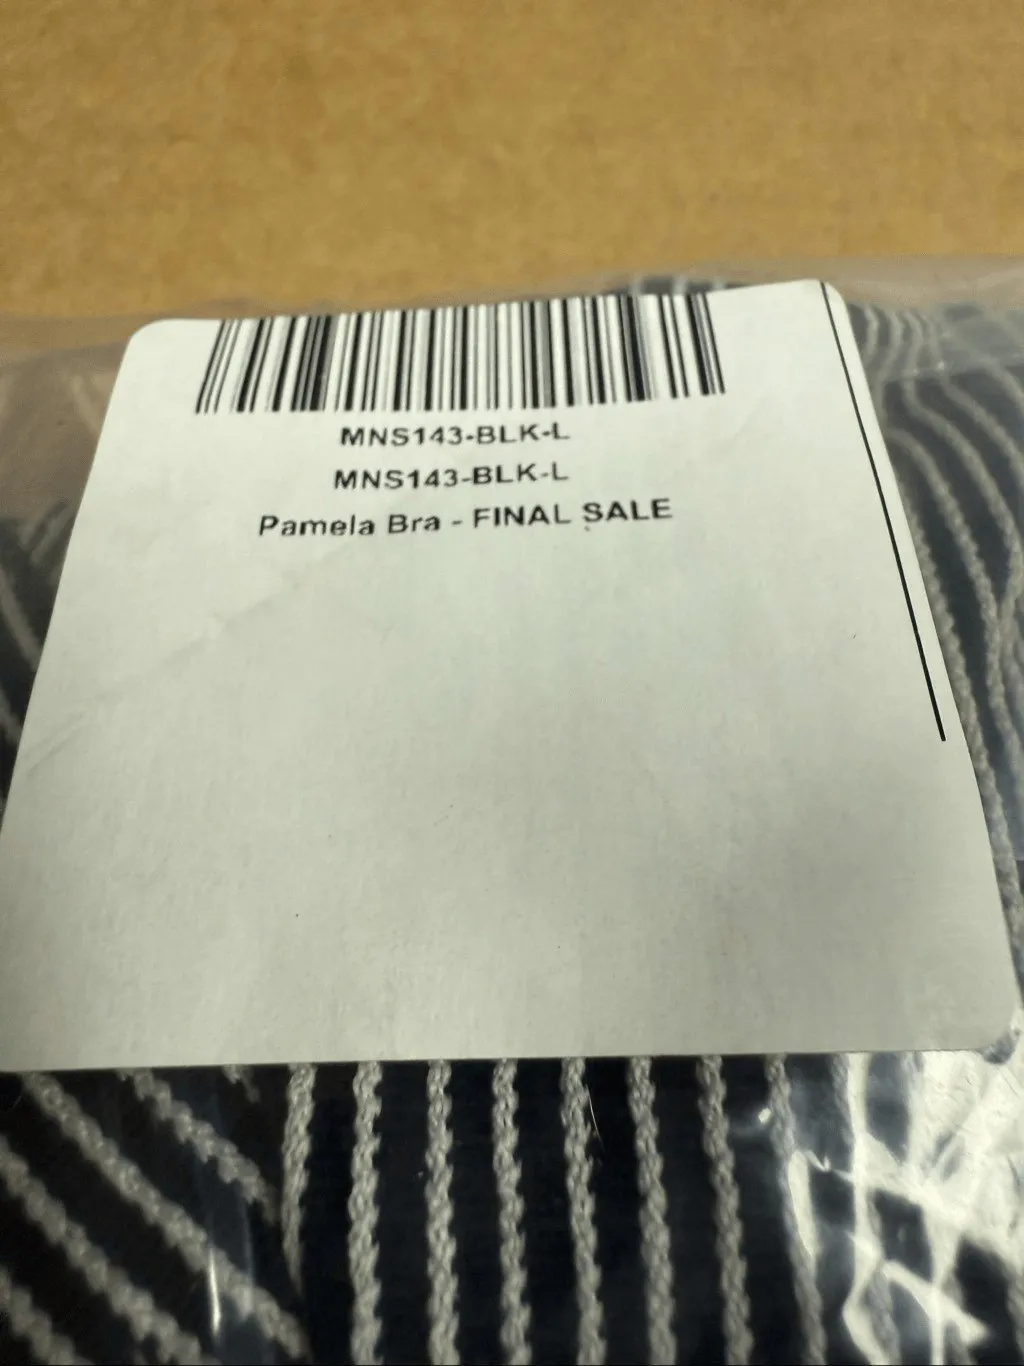 MNS143-BLK-L
MNS143-BLK-L
Pamela Bra - FINAL SALE